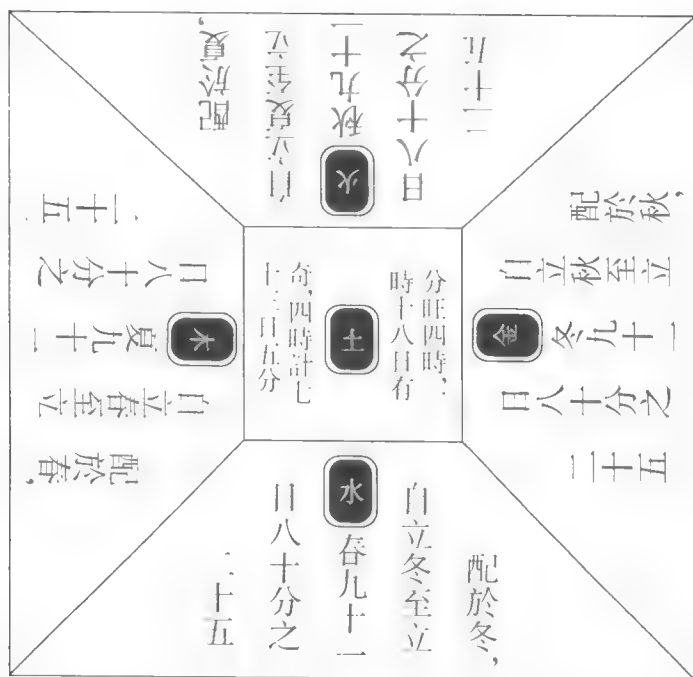 配於夏,
自立夏至立
秋九十一
日八十分之
二十五
火
配於秋,
自立秋至立
冬九十一
日八十分之
二十五
金
分旺四時,一
時十八日有
奇,四時計七
十日五分
土
配於春,
自立春至立
夏九十一
日八十分之
二十五
木
配於冬,
自立冬至立
春九十一
日八十分之
二十五
水